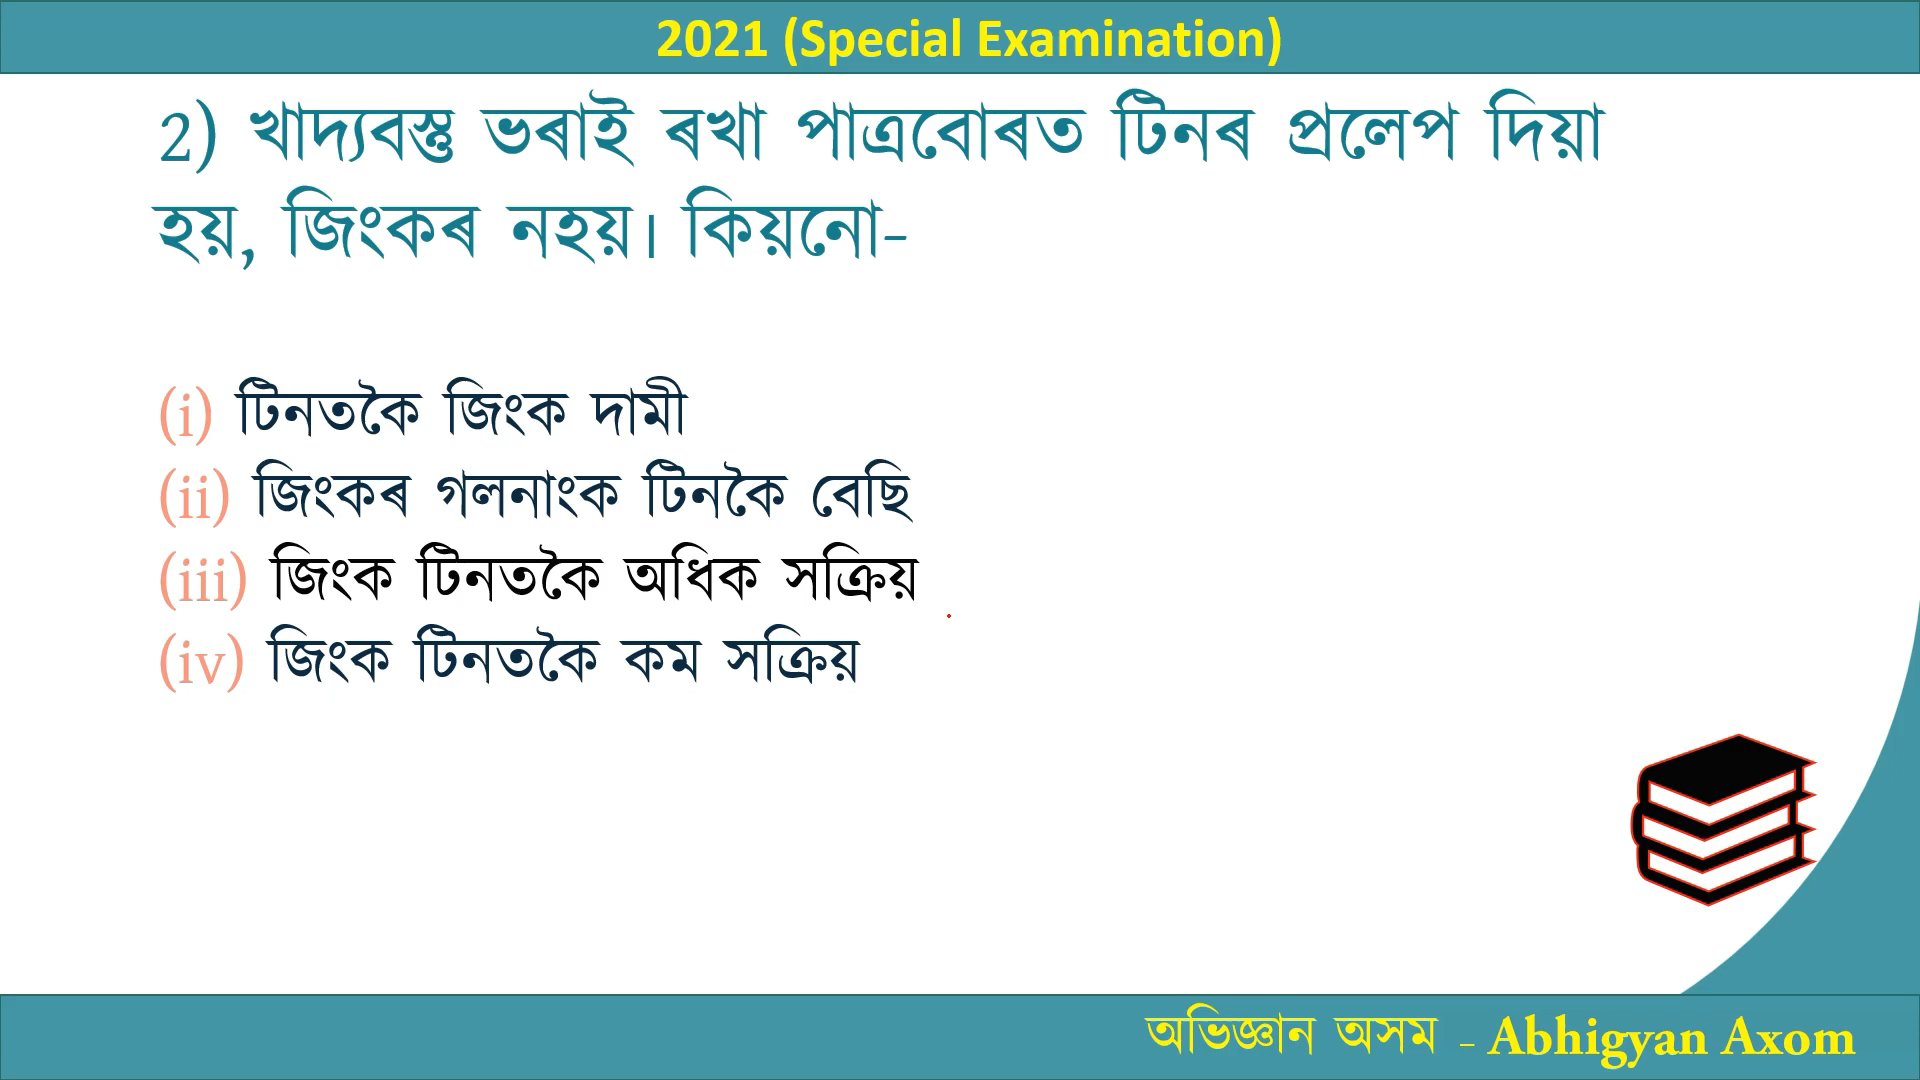 2021 (Special Examination)
2) খাদ্যবস্তু ভৰাই ৰখা পাত্ৰবোৰত টিনৰ প্ৰলেপ দিয়া
হয়, জিংকৰ নহয়। কিয়নো-
(i) টিনতকৈ জিংক দামী
(ii) জিংকৰ গলনাংক টিনকৈ বেছি
(iii) জিংক টিনতকৈ অধিক সক্ৰিয়
(iv) জিংক টিনতকৈ কম সক্ৰিয়
অভিজ্ঞান অসম - Abhigyan Axom